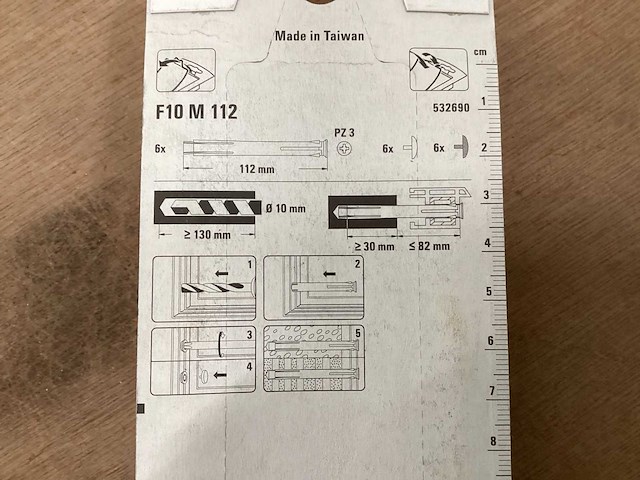 Made in Taiwan
cm
F10 M 112
532690
1
6x
PZ 3
6x
6x
2
112 mm
3
Ø 10 mm
≥ 130 mm
≥ 30 mm
≤ 82 mm
4
1
2
5
3
5
6
4
7
8